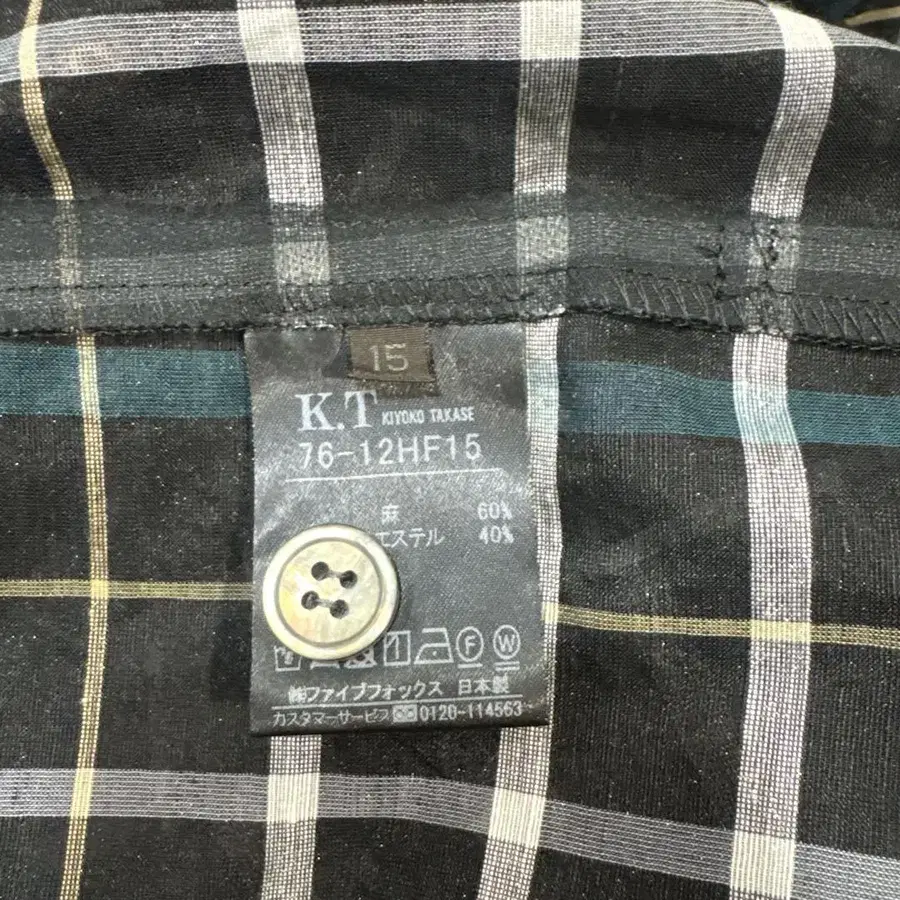 15
K.T KIYOKO TAKASE
76-12HF15
麻 60%
エステル 40%
F W
㈱ファイブフォックス 日本製
カスタマーサービス 0120-114563